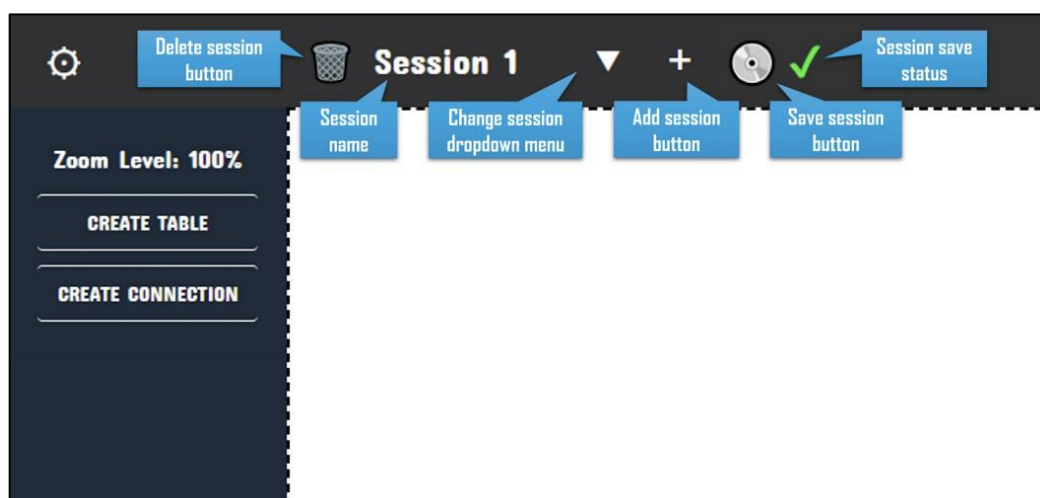 Delete session
button
Session 1
Session save
status
Session
name
Change session
dropdown menu
Add session
button
Save session
button
Zoom Level: 100%
CREATE TABLE
CREATE CONNECTION